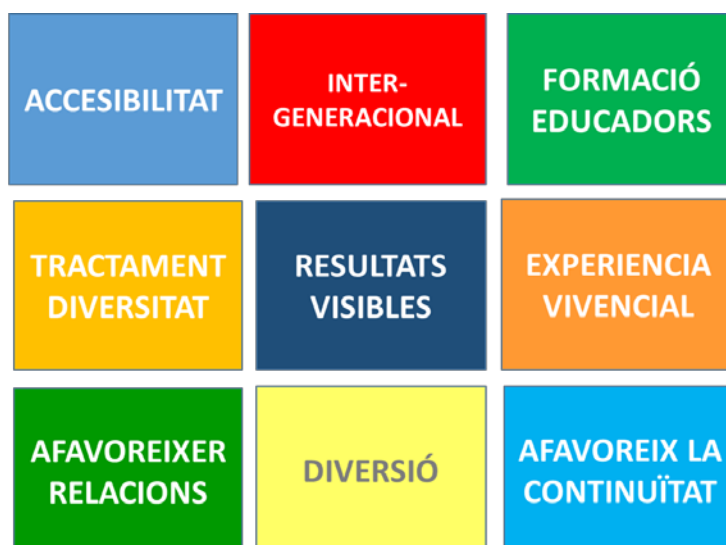 ACCESIBILITAT
INTER-
GENERACIONAL
FORMACIÓ
EDUCADORS
TRACTAMENT
DIVERSITAT
RESULTATS
VISIBLES
EXPERIENCIA
VIVENCIAL
AFAVOREIXER
RELACIONS
DIVERSIÓ
AFAVOREIX LA
CONTINUÏTAT